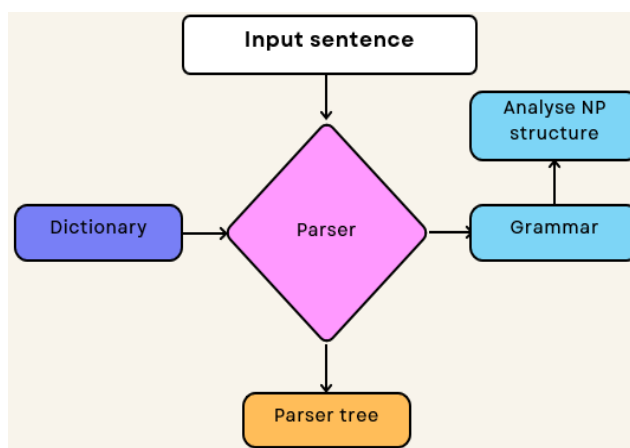 Input sentence
Analyse NP
structure
Dictionary
Parser
Grammar
Parser tree